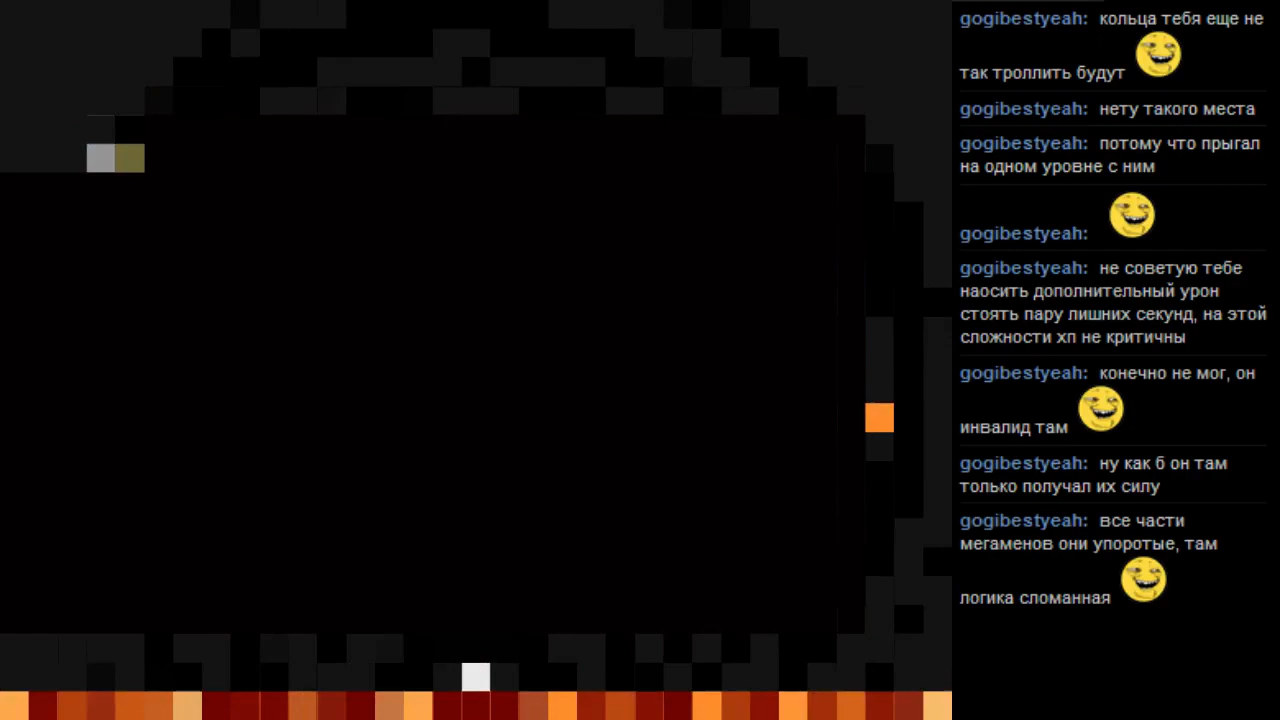 gogibestyeah: кольца тебя еще не
так троллить будут
gogibestyeah: нету такого места
gogibestyeah: потому что прыгал
на одном уровне с ним
gogibestyeah:
gogibestyeah: не советую тебе
наосить дополнительный урон
стоять пару лишних секунд, на этой
сложности хп не критичны
gogibestyeah: конечно не мог, он
инвалид там
gogibestyeah: ну как б он там
только получал их силу
gogibestyeah: все части
мегаменов они упоротые, там
логика сломанная